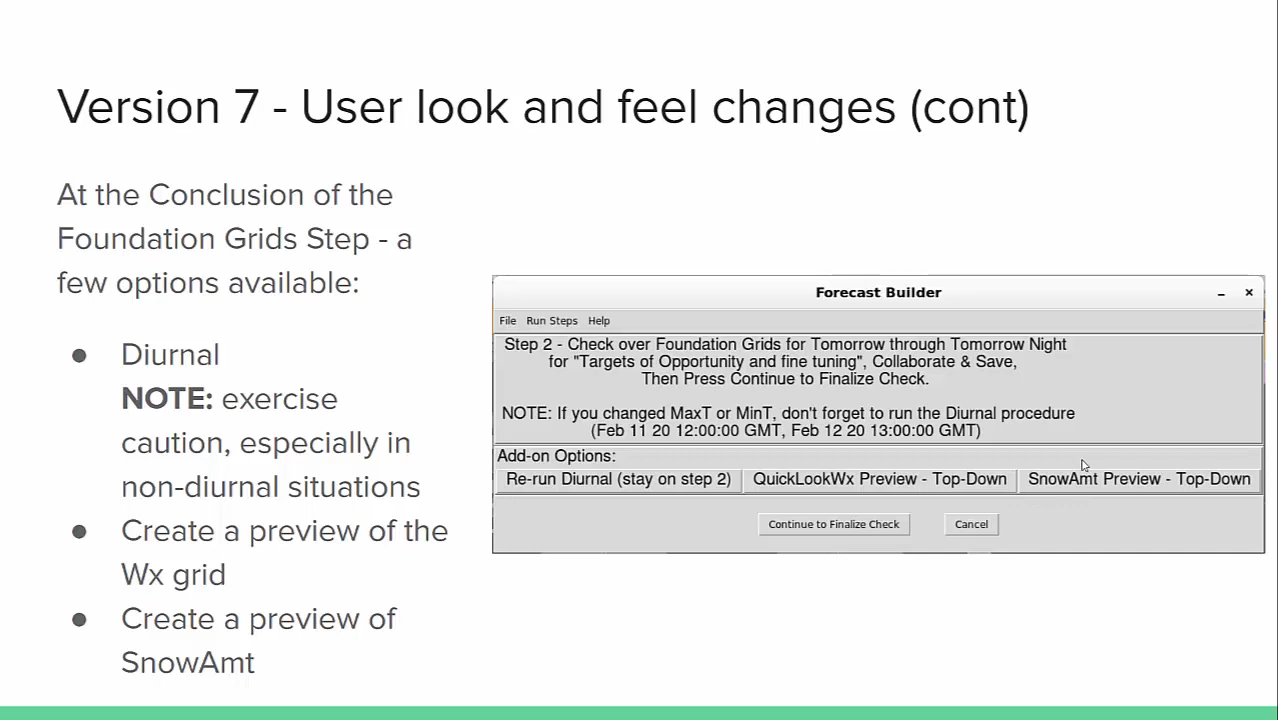 Version 7 - User look and feel changes (cont)
At the Conclusion of the
Foundation Grids Step - a
few options available:
● Diurnal
NOTE: exercise
caution, especially in
non-diurnal situations
● Create a preview of the
Wx grid
● Create a preview of
SnowAmt
Forecast Builder
File Run Steps Help
Step 2 - Check over Foundation Grids for Tomorrow through Tomorrow Night
for "Targets of Opportunity and fine tuning", Collaborate & Save,
Then Press Continue to Finalize Check.
NOTE: If you changed MaxT or MinT, don't forget to run the Diurnal procedure
(Feb 11 20 12:00:00 GMT, Feb 12 20 13:00:00 GMT)
Add-on Options:
Re-run Diurnal (stay on step 2) QuickLookWx Preview - Top-Down SnowAmt Preview - Top-Down
Continue to Finalize Check Cancel